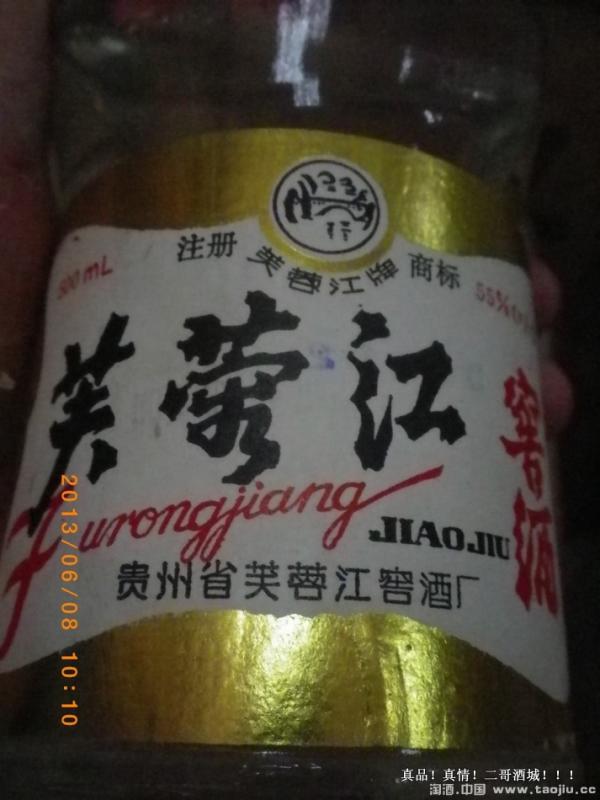 注册 芙蓉江牌 商标
500mL
55%
芙蓉江
窖酒
Furongjiang
JIAOJIU
贵州省芙蓉江窖酒厂
2013/06/08 10:10
真品！真情！二哥酒城！！！
淘酒.中国 www.taojiu.cc